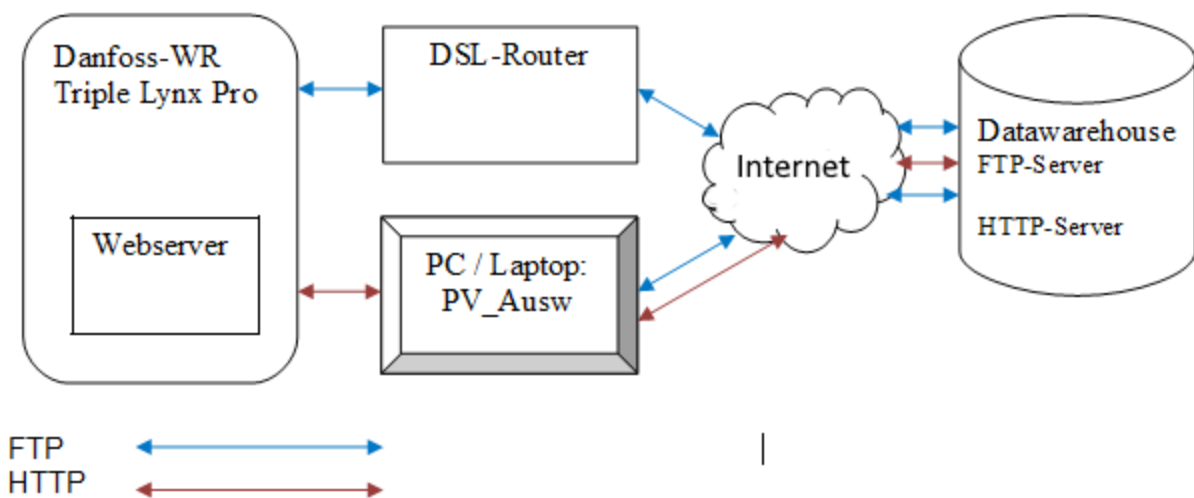 Danfoss-WR
Triple Lynx Pro
Webserver
DSL-Router
PC / Laptop:
PV_Ausw
Internet
Datawarehouse
FTP-Server
HTTP-Server
FTP
HTTP